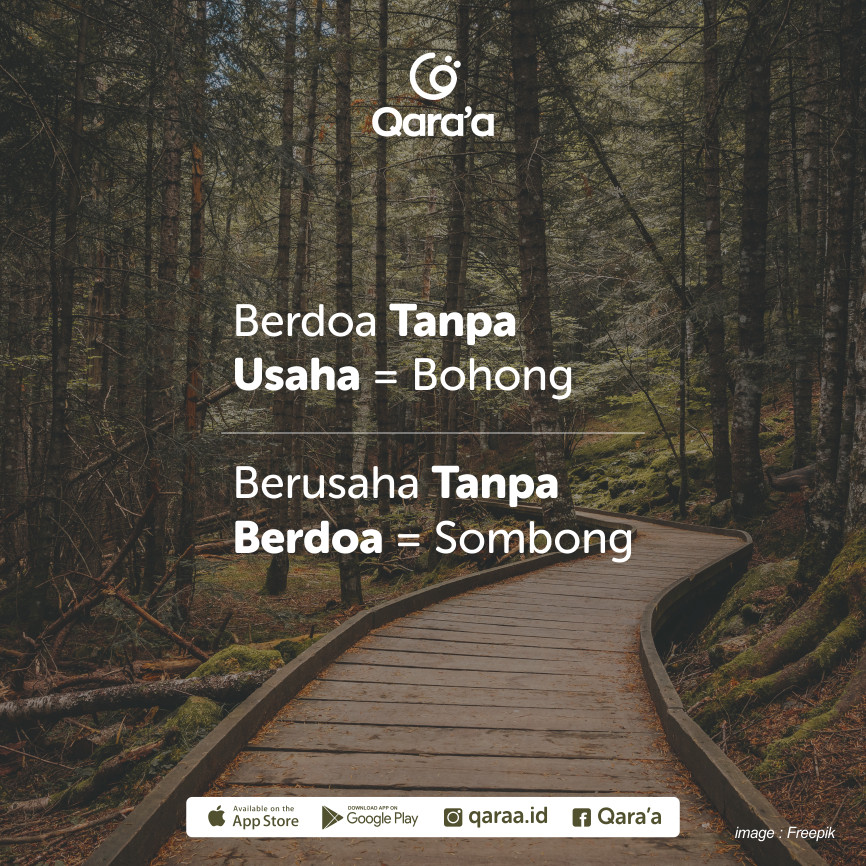 Qara'a
Berdoa Tanpa
Usaha = Bohong
Berusaha Tanpa
Berdoa = Sombong
Available on the
App Store
DOWNLOAD APP ON
Google Play
qaraa.id
Qara'a
image : Freepik